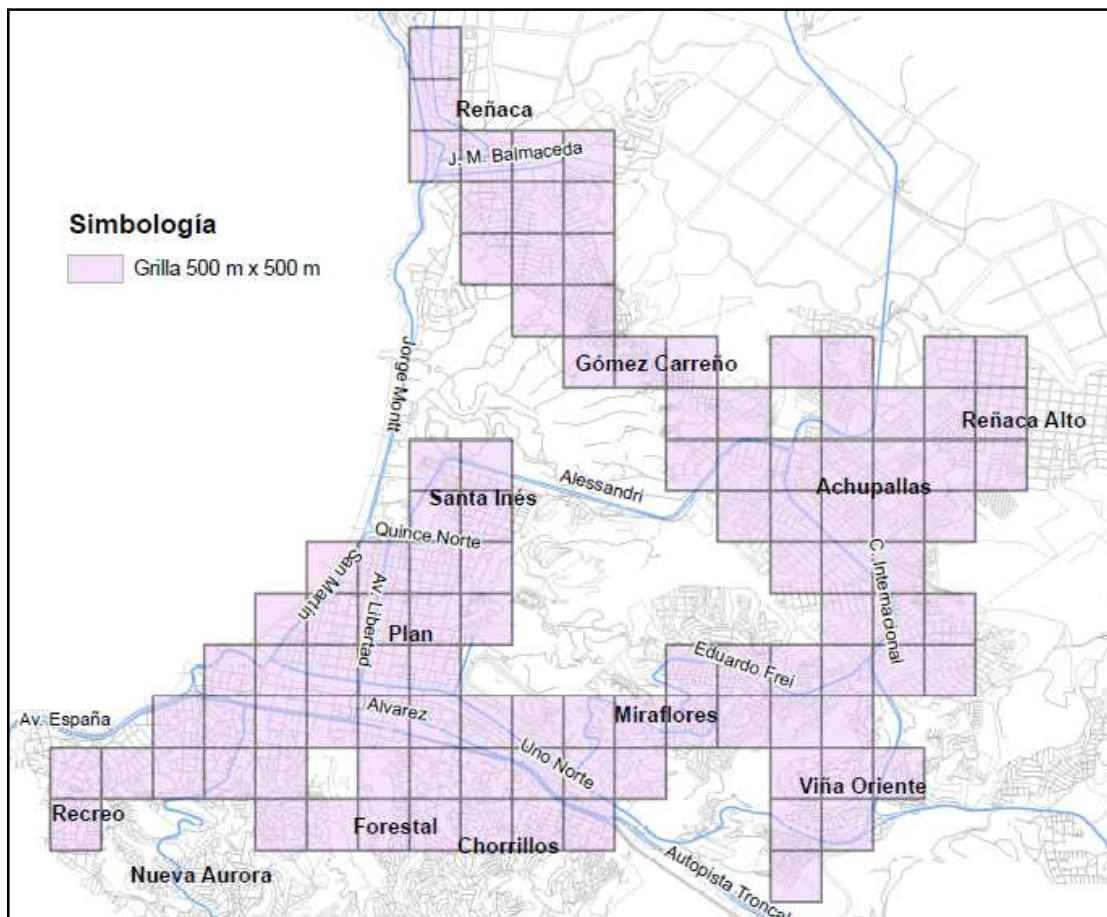 Reñaca
J. M. Balmaceda
Simbología
Grilla 500 m x 500 m
Jorge Montt
Gómez Carreño
Reñaca Alto
Santa Inés
Alessandri
Achupallas
Quince Norte
San Martín
Av. Libertad
C. Internacional
Plan
Eduardo Frei
Av. España
Alvarez
Miraflores
Uno Norte
Viña Oriente
Recreo
Forestal
Chorrillos
Nueva Aurora
Autopista Troncal